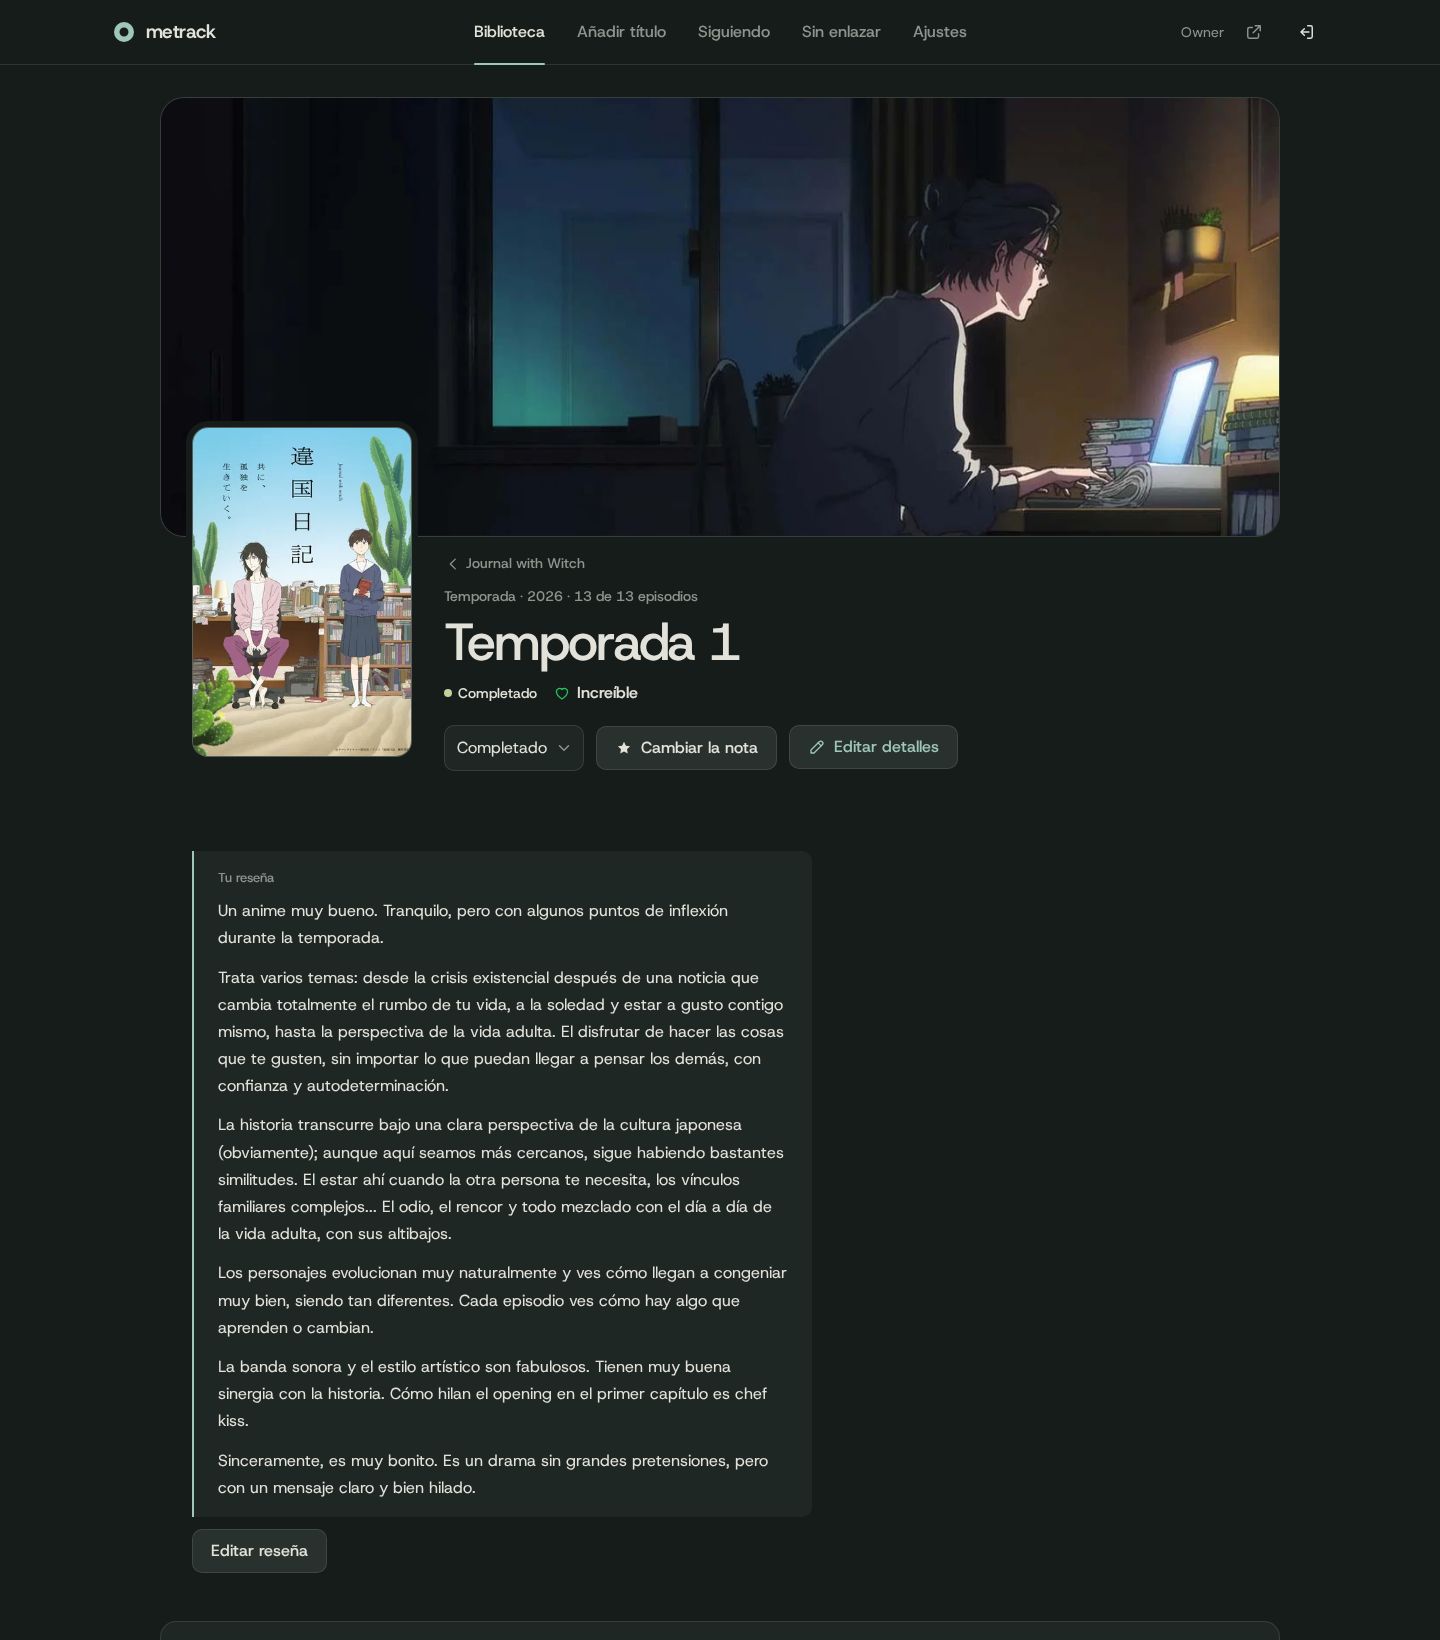 metrack
Biblioteca
Añadir título
Siguiendo
Sin enlazar
Ajustes
Owner
違国日記
共に、
孤独を
生きていく。
Journal with Witch
Temporada · 2026 · 13 de 13 episodios
Temporada 1
Completado
Increíble
Completado
Cambiar la nota
Editar detalles
Tu reseña
Un anime muy bueno. Tranquilo, pero con algunos puntos de inflexión
durante la temporada.
Trata varios temas: desde la crisis existencial después de una noticia que
cambia totalmente el rumbo de tu vida, a la soledad y estar a gusto contigo
mismo, hasta la perspectiva de la vida adulta. El disfrutar de hacer las cosas
que te gusten, sin importar lo que puedan llegar a pensar los demás, con
confianza y autodeterminación.
La historia transcurre bajo una clara perspectiva de la cultura japonesa
(obviamente); aunque aquí seamos más cercanos, sigue habiendo bastantes
similitudes. El estar ahí cuando la otra persona te necesita, los vínculos
familiares complejos... El odio, el rencor y todo mezclado con el día a día de
la vida adulta, con sus altibajos.
Los personajes evolucionan muy naturalmente y ves cómo llegan a congeniar
muy bien, siendo tan diferentes. Cada episodio ves cómo hay algo que
aprenden o cambian.
La banda sonora y el estilo artístico son fabulosos. Tienen muy buena
sinergia con la historia. Cómo hilan el opening en el primer capítulo es chef
kiss.
Sinceramente, es muy bonito. Es un drama sin grandes pretensiones, pero
con un mensaje claro y bien hilado.
Editar reseña